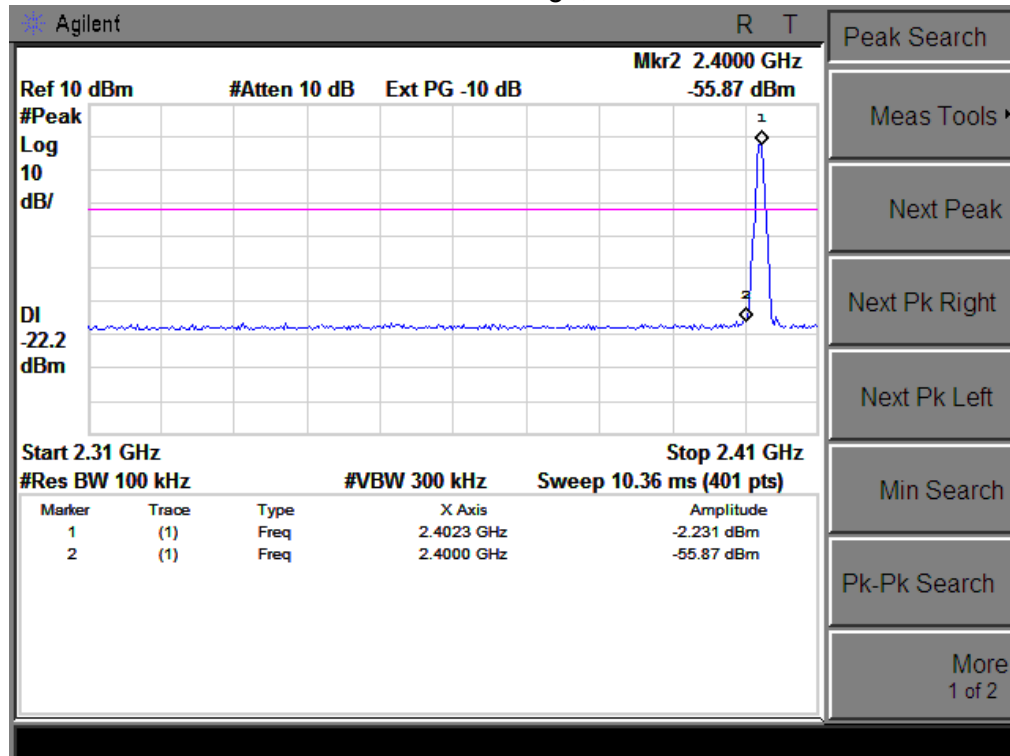 Agilent R T
Peak Search
Mkr2 2.4000 GHz
Ref 10 dBm #Atten 10 dB Ext PG -10 dB -55.87 dBm
#Peak
Log
10
dB/
1
2
DI
-22.2
dBm
Start 2.31 GHz Stop 2.41 GHz
#Res BW 100 kHz #VBW 300 kHz Sweep 10.36 ms (401 pts)
Marker Trace Type X Axis Amplitude
1 (1) Freq 2.4023 GHz -2.231 dBm
2 (1) Freq 2.4000 GHz -55.87 dBm
Meas Tools
Next Peak
Next Pk Right
Next Pk Left
Min Search
Pk-Pk Search
More
1 of 2